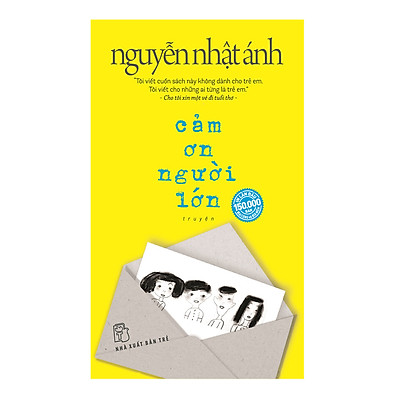 nguyễn nhật ánh
"Tôi viết cuốn sách này không dành cho trẻ em.
Tôi viết cho những ai từng là trẻ em."
- Cho tôi xin một vé đi tuổi thơ -
cảm
ơn
người
lớn
truyện
150.000
NHÀ XUẤT BẢN TRẺ